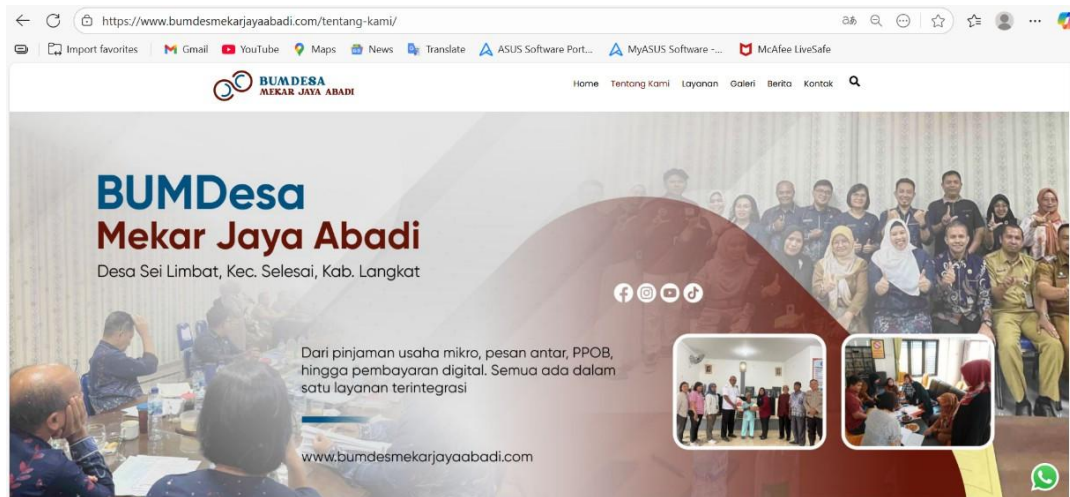 https://www.bumdesmekarjayaabadi.com/tentang-kami/
Import favorites
Gmail
YouTube
Maps
News
Translate
ASUS Software Port...
MyASUS Software -...
McAfee LiveSafe
BUMDESA
MEKAR JAYA ABADI
Home Tentang Kami Layanan Galeri Berita Kontak
BUMDesa
Mekar Jaya Abadi
Desa Sei Limbat, Kec. Selesai, Kab. Langkat
Dari pinjaman usaha mikro, pesan antar, PPOB,
hingga pembayaran digital. Semua ada dalam
satu layanan terintegrasi
www.bumdesmekarjayaabadi.com